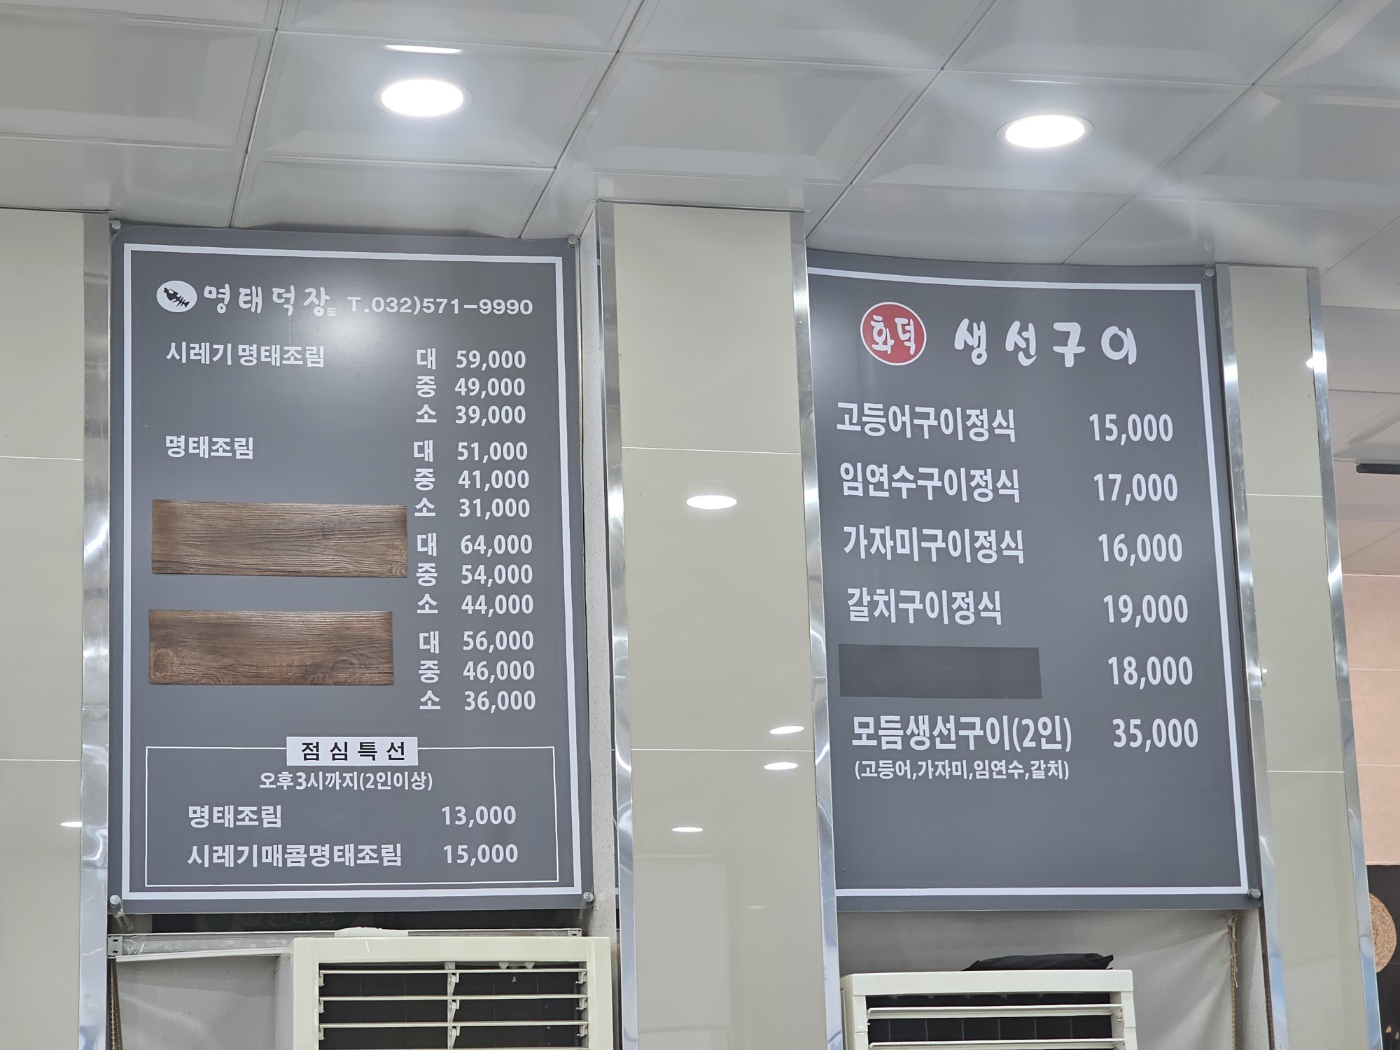 명태덕장 T.032)571-9990
시레기명태조림 대 59,000
중 49,000
소 39,000
명태조림 대 51,000
중 41,000
소 31,000
대 64,000
중 54,000
소 44,000
대 56,000
중 46,000
소 36,000
점심특선
오후3시까지(2인이상)
명태조림 13,000
시레기매콤명태조림 15,000
화덕 생선구이
고등어구이정식 15,000
임연수구이정식 17,000
가자미구이정식 16,000
갈치구이정식 19,000
18,000
모듬생선구이(2인) 35,000
(고등어,가자미,임연수,갈치)